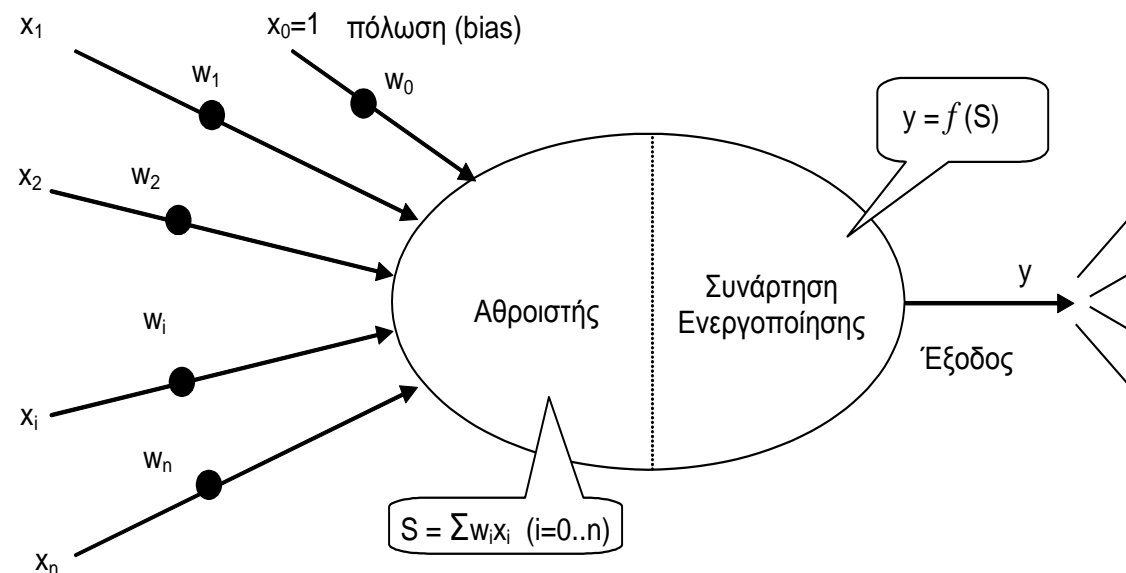 x₁
x₀=1 πόλωση (bias)
w₁
w₀
y = f (S)
x₂
w₂
Αθροιστής
Συνάρτηση
Ενεργοποίησης
y
Έξοδος
wᵢ
xᵢ
wₙ
S = Σwᵢxᵢ (i=0..n)
xₙ